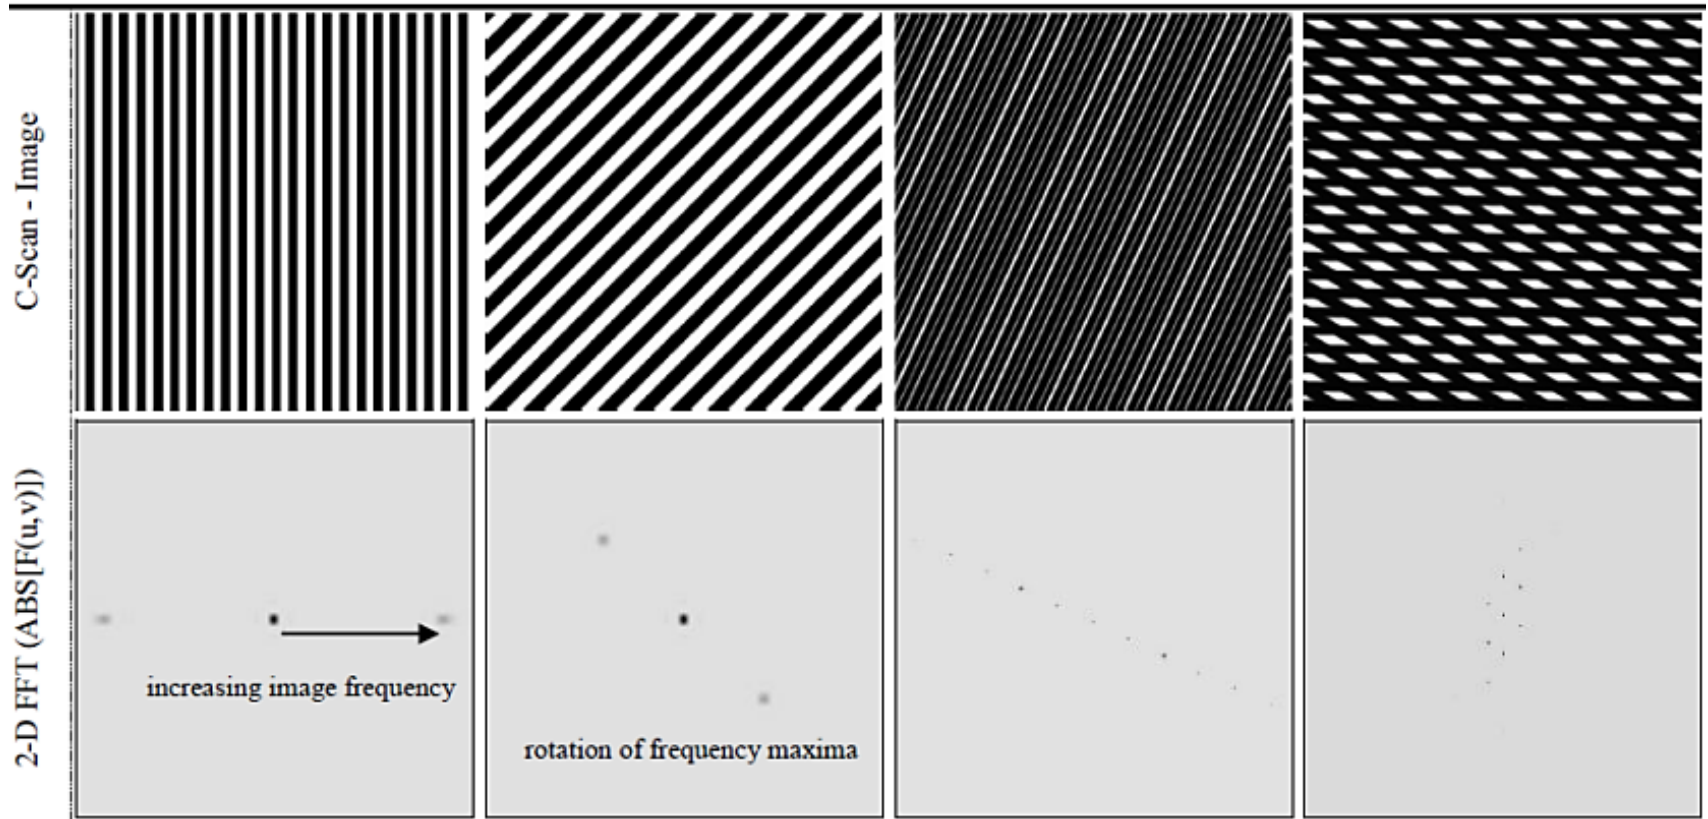 C-Scan - Image
2-D FFT (ABS[F(u,v)])
increasing image frequency
rotation of frequency maxima